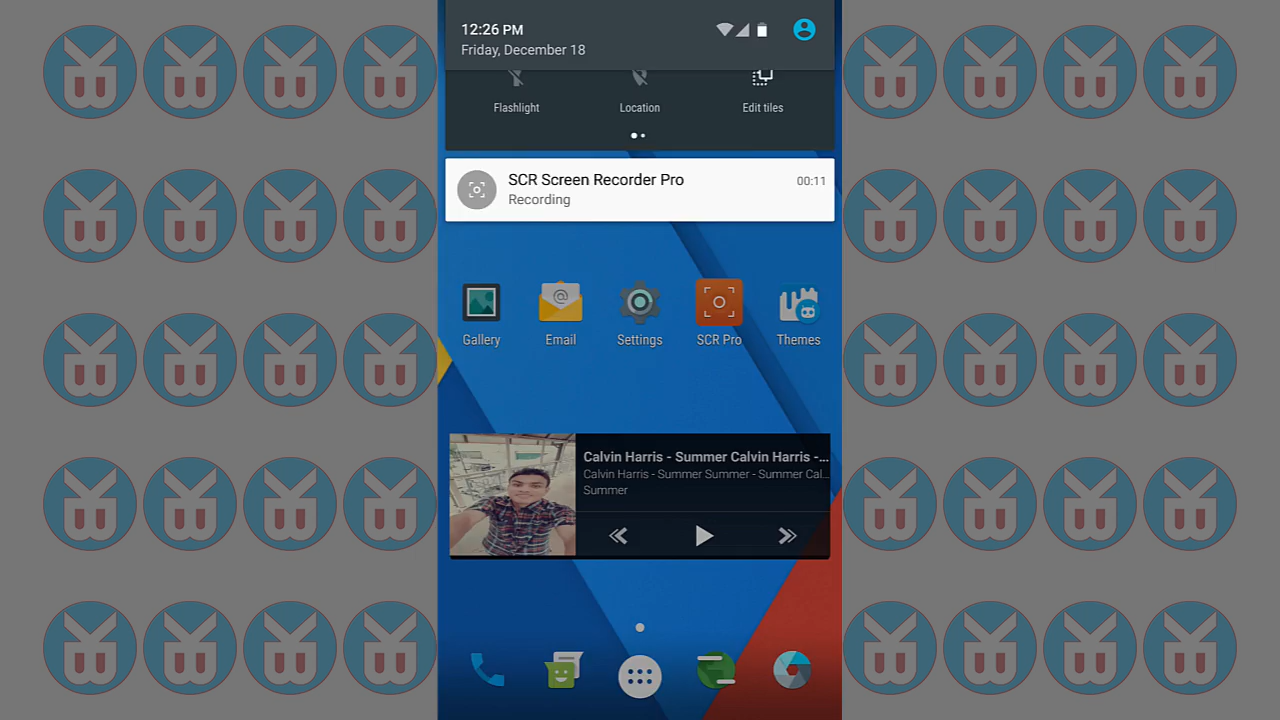 12:26 PM
Friday, December 18
Flashlight
Location
Edit tiles
SCR Screen Recorder Pro
00:11
Recording
Gallery
Email
Settings
SCR Pro
Themes
Calvin Harris - Summer Calvin Harris -...
Calvin Harris - Summer Summer - Summer Cal...
Summer